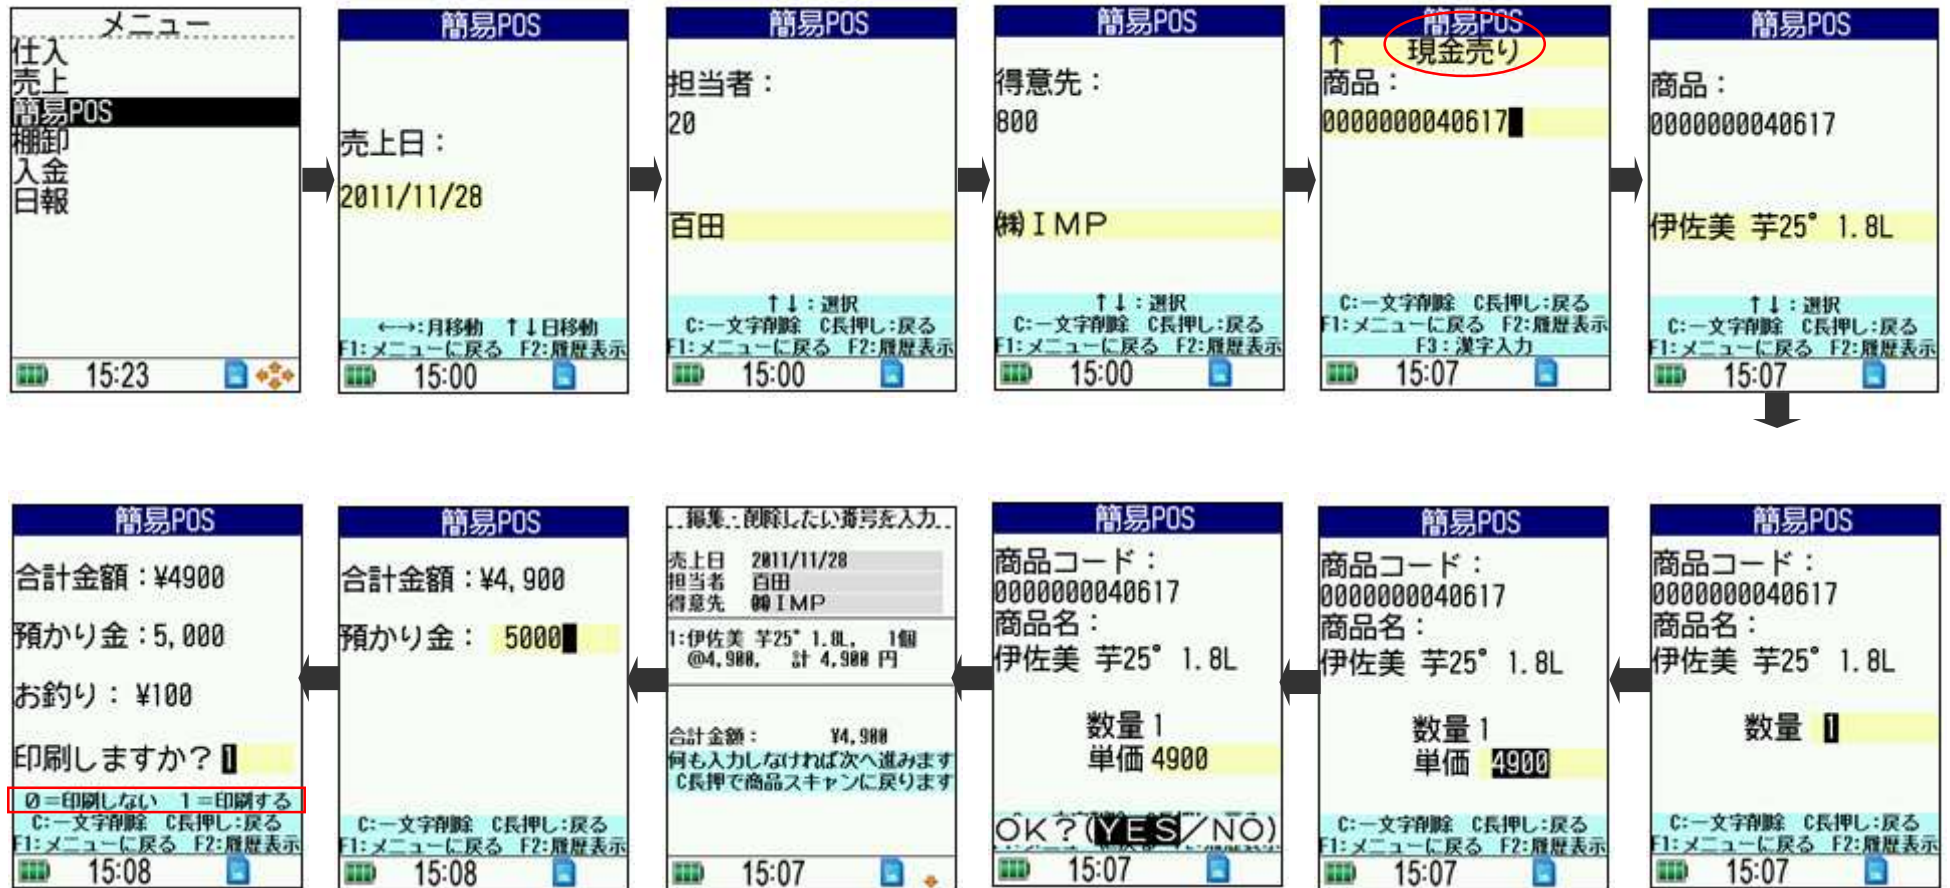 メニュー
仕入
売上
簡易POS
棚卸
入金
日報
15:23
簡易POS
売上日：
2011/11/28
←→:月移動 ↑↓日移動
F1:メニューに戻る F2:履歴表示
15:00
簡易POS
担当者：
20
百田
↑↓：選択
C:一文字削除 C長押し:戻る
F1:メニューに戻る F2:履歴表示
15:00
簡易POS
得意先：
800
㈱ＩＭＰ
↑↓：選択
C:一文字削除 C長押し:戻る
F1:メニューに戻る F2:履歴表示
15:00
簡易POS
↑ 現金売り
商品：
0000000040617
C:一文字削除 C長押し:戻る
F1:メニューに戻る F2:履歴表示
F3：漢字入力
15:07
簡易POS
商品：
0000000040617
伊佐美 芋25° 1.8L
↑↓：選択
C:一文字削除 C長押し:戻る
F1:メニューに戻る F2:履歴表示
15:07
簡易POS
商品コード：
0000000040617
商品名：
伊佐美 芋25° 1.8L
数量 1
C:一文字削除 C長押し:戻る
F1:メニューに戻る F2:履歴表示
15:07
簡易POS
商品コード：
0000000040617
商品名：
伊佐美 芋25° 1.8L
数量 1
単価 4900
C:一文字削除 C長押し:戻る
F1:メニューに戻る F2:履歴表示
15:07
簡易POS
商品コード：
0000000040617
商品名：
伊佐美 芋25° 1.8L
数量 1
単価 4900
ＯＫ？(ＹＥＳ／ＮＯ)
15:07
編集・削除したい番号を入力
売上日 2011/11/28
担当者 百田
得意先 ㈱ＩＭＰ
1:伊佐美 芋25° 1.8L, 1個
@4,900, 計 4,900 円
合計金額： ¥4,900
何も入力しなければ次へ進みます
C長押で商品スキャンに戻ります
15:07
簡易POS
合計金額：¥4,900
預かり金： 5000
C:一文字削除 C長押し:戻る
F1:メニューに戻る F2:履歴表示
15:08
簡易POS
合計金額：¥4900
預かり金：5,000
お釣り： ¥100
印刷しますか？ 1
0＝印刷しない 1＝印刷する
C:一文字削除 C長押し:戻る
F1:メニューに戻る F2:履歴表示
15:08